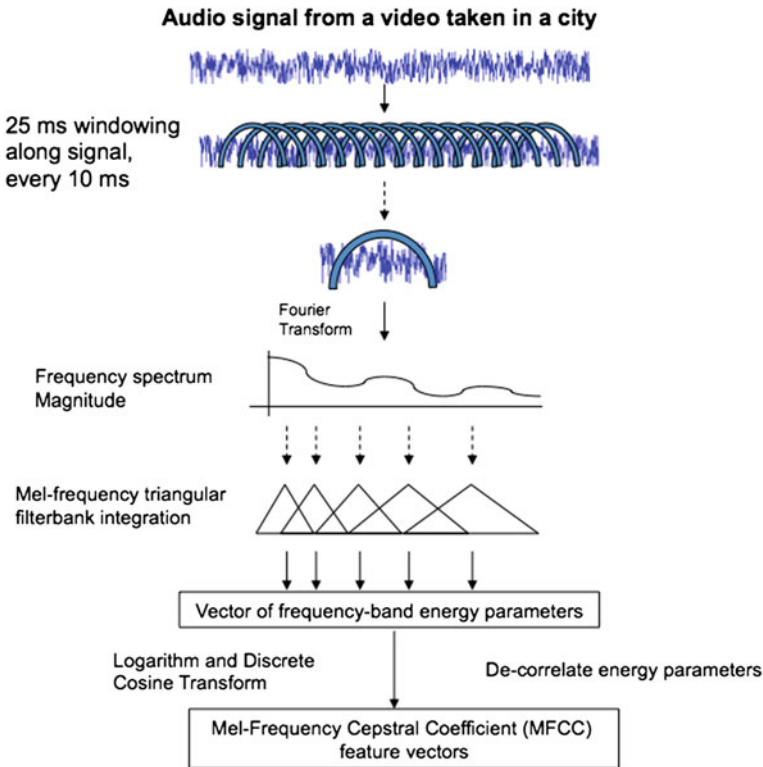 Audio signal from a video taken in a city
25 ms windowing
along signal,
every 10 ms
Fourier
Transform
Frequency spectrum
Magnitude
Mel-frequency triangular
filterbank integration
Vector of frequency-band energy parameters
Logarithm and Discrete
Cosine Transform
De-correlate energy parameters
Mel-Frequency Cepstral Coefficient (MFCC)
feature vectors